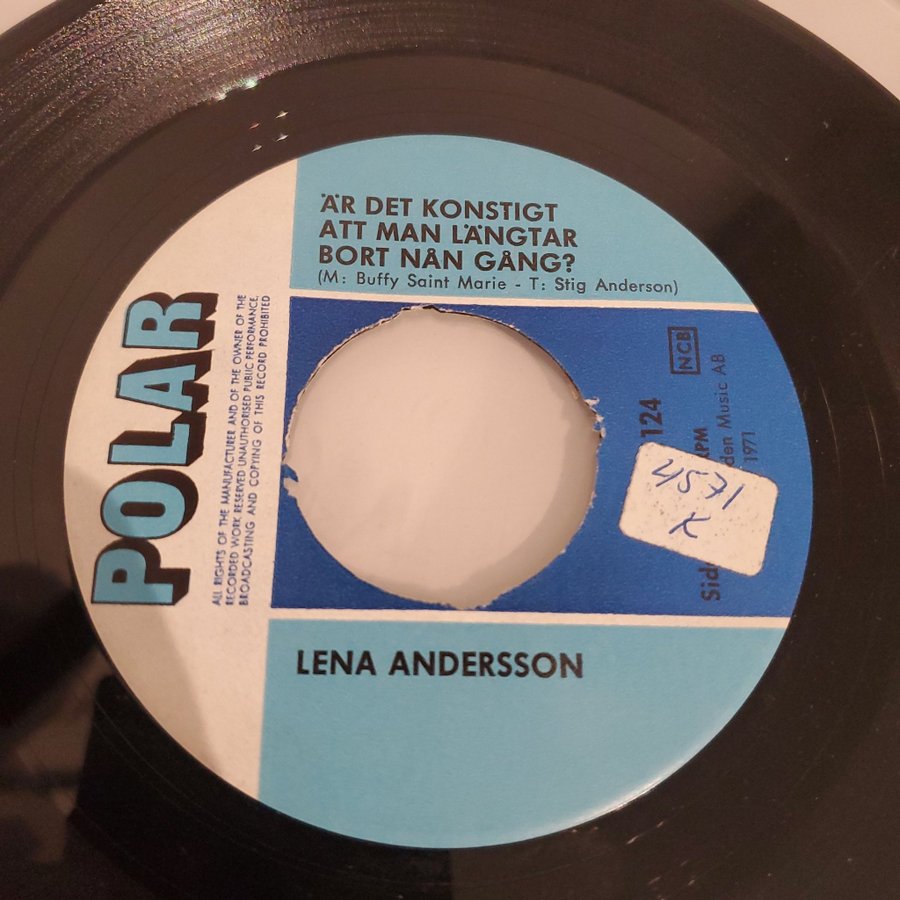 ÄR DET KONSTIGT
ATT MAN LÄNGTAR
BORT NÅN GÅNG?
(M: Buffy Saint Marie - T: Stig Anderson)
POLAR
ALL RIGHTS OF THE MANUFACTURER AND OF THE OWNER OF THE
RECORDED WORK RESERVED UNAUTHORISED PUBLIC PERFORMANCE,
BROADCASTING AND COPYING OF THIS RECORD PROHIBITED
NCB
124
RPM
Music AB
1971
4571
K
LENA ANDERSSON